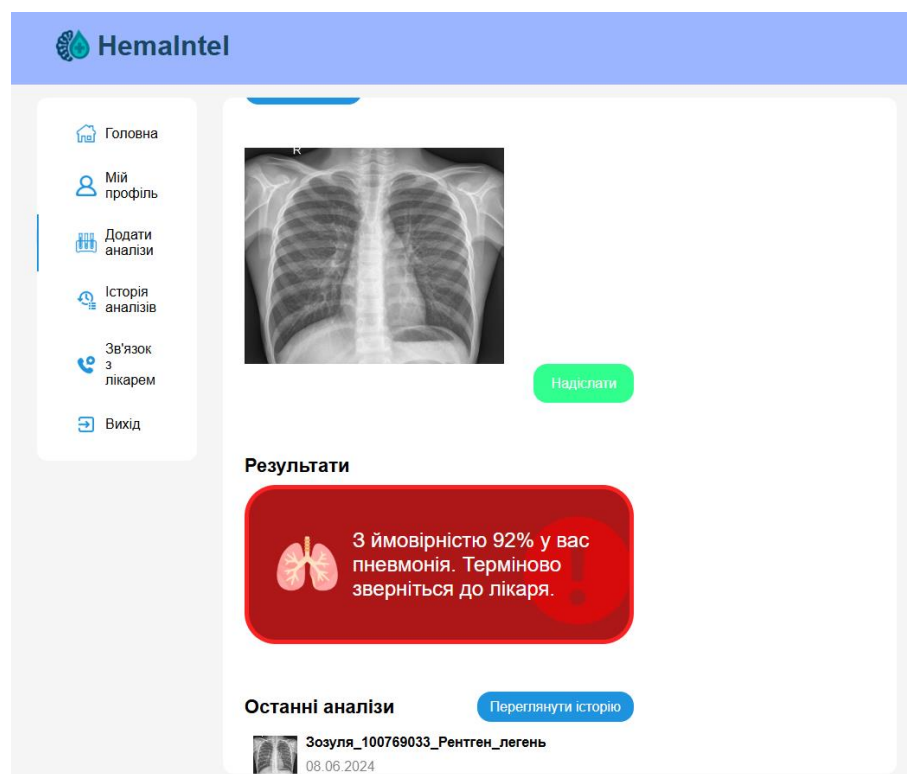 HemaIntel
Головна
Мій
профіль
Додати
аналізи
Історія
аналізів
Зв'язок
з
лікарем
Вихід
R
Надіслати
Результати
З ймовірністю 92% у вас
пневмонія. Терміново
зверніться до лікаря.
Останні аналізи
Переглянути історію
Зозуля_100769033_Рентген_легень
08.06.2024